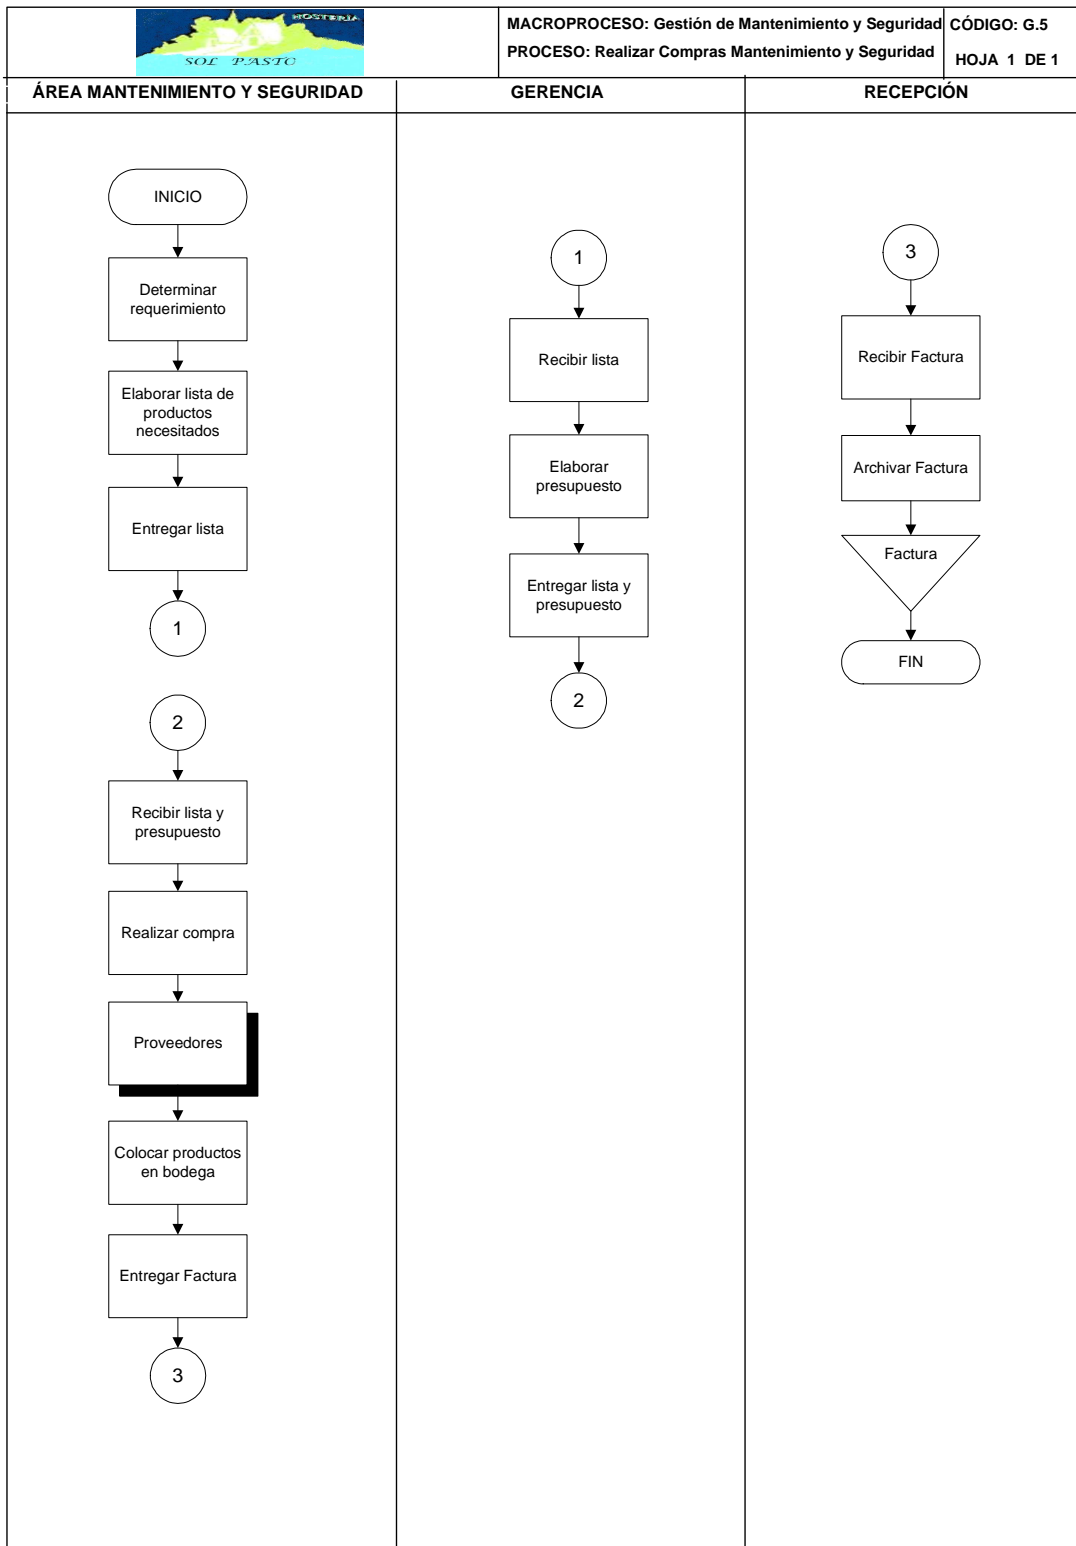 HOSTERIA
SOL PASTO
MACROPROCESO: Gestión de Mantenimiento y Seguridad
PROCESO: Realizar Compras Mantenimiento y Seguridad
CÓDIGO: G.5
HOJA 1 DE 1
ÁREA MANTENIMIENTO Y SEGURIDAD
GERENCIA
RECEPCIÓN
INICIO
Determinar
requerimiento
Elaborar lista de
productos
necesitados
Entregar lista
1
2
Recibir lista y
presupuesto
Realizar compra
Proveedores
Colocar productos
en bodega
Entregar Factura
3
1
Recibir lista
Elaborar
presupuesto
Entregar lista y
presupuesto
2
3
Recibir Factura
Archivar Factura
Factura
FIN